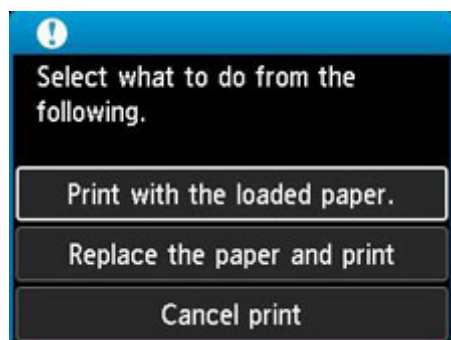 Select what to do from the
following.
Print with the loaded paper.
Replace the paper and print
Cancel print